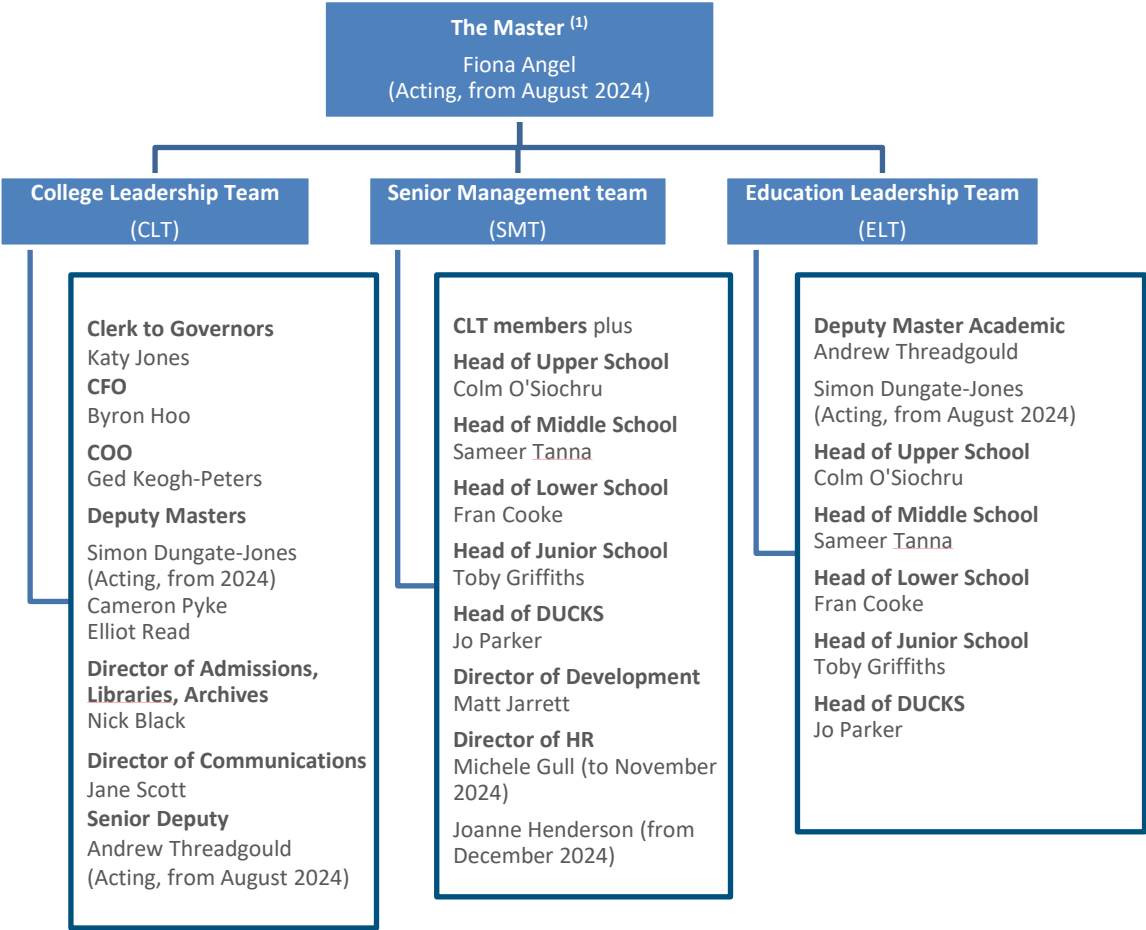 The Master (1)
Fiona Angel
(Acting, from August 2024)
College Leadership Team
(CLT)
Clerk to Governors
Katy Jones
CFO
Byron Hoo
COO
Ged Keogh-Peters
Deputy Masters
Simon Dungate-Jones
(Acting, from 2024)
Cameron Pyke
Elliot Read
Director of Admissions,
Libraries, Archives
Nick Black
Director of Communications
Jane Scott
Senior Deputy
Andrew Threadgould
(Acting, from August 2024)
Senior Management team
(SMT)
CLT members plus
Head of Upper School
Colm O'Siochru
Head of Middle School
Sameer Tanna
Head of Lower School
Fran Cooke
Head of Junior School
Toby Griffiths
Head of DUCKS
Jo Parker
Director of Development
Matt Jarrett
Director of HR
Michele Gull (to November
2024)
Joanne Henderson (from
December 2024)
Education Leadership Team
(ELT)
Deputy Master Academic
Andrew Threadgould
Simon Dungate-Jones
(Acting, from August 2024)
Head of Upper School
Colm O'Siochru
Head of Middle School
Sameer Tanna
Head of Lower School
Fran Cooke
Head of Junior School
Toby Griffiths
Head of DUCKS
Jo Parker